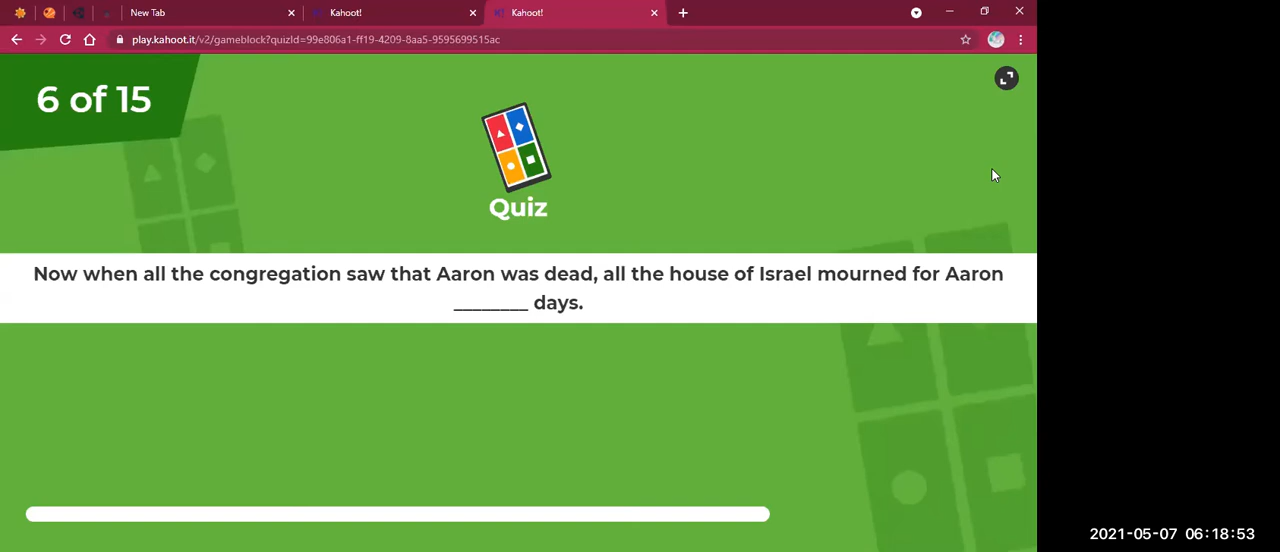 New Tab
Kahoot!
Kahoot!
play.kahoot.it/v2/gameblock?quizId=99e806a1-ff19-4209-8aa5-9595699515ac
6 of 15
Quiz
Now when all the congregation saw that Aaron was dead, all the house of Israel mourned for Aaron
________ days.
2021-05-07 06:18:53